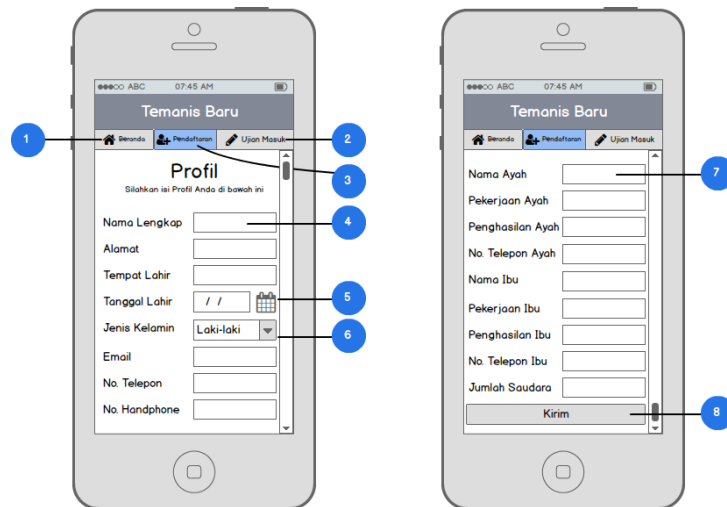 ABC 07:45 AM
Temanis Baru
Beranda Pendaftaran Ujian Masuk
1
2
3
Profil
Silahkan isi Profil Anda di bawah ini
Nama Lengkap
4
Alamat
Tempat Lahir
Tanggal Lahir / /
5
Jenis Kelamin Laki-laki
6
Email
No. Telepon
No. Handphone
ABC 07:45 AM
Temanis Baru
Beranda Pendaftaran Ujian Masuk
Nama Ayah
7
Pekerjaan Ayah
Penghasilan Ayah
No. Telepon Ayah
Nama Ibu
Pekerjaan Ibu
Penghasilan Ibu
No. Telepon Ibu
Jumlah Saudara
Kirim
8